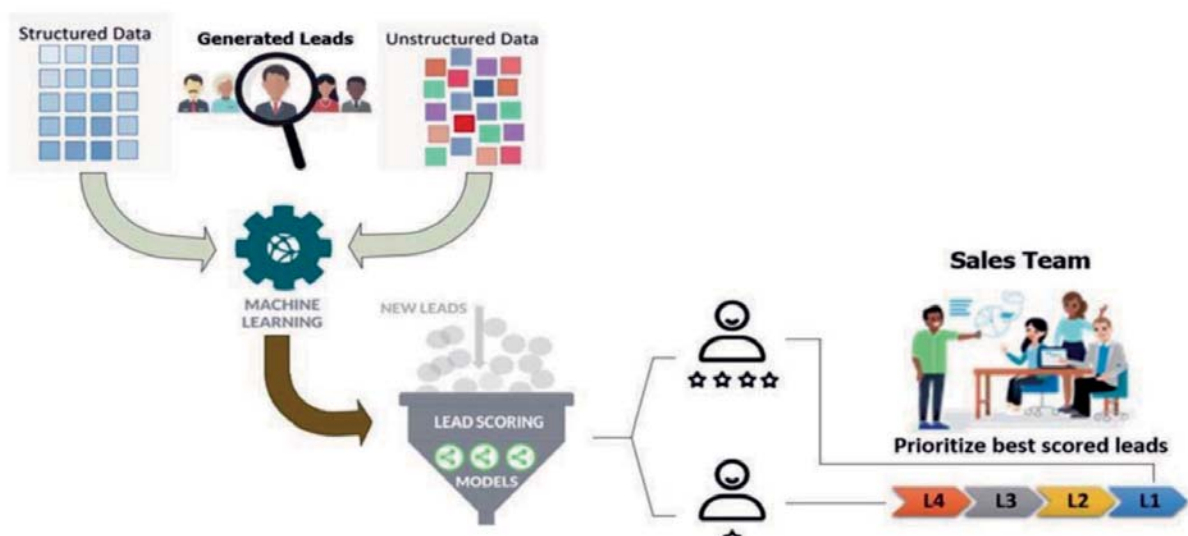 Structured Data
Generated Leads
Unstructured Data
MACHINE
LEARNING
NEW LEADS
LEAD SCORING
MODELS
Sales Team
Prioritize best scored leads
L4 L3 L2 L1